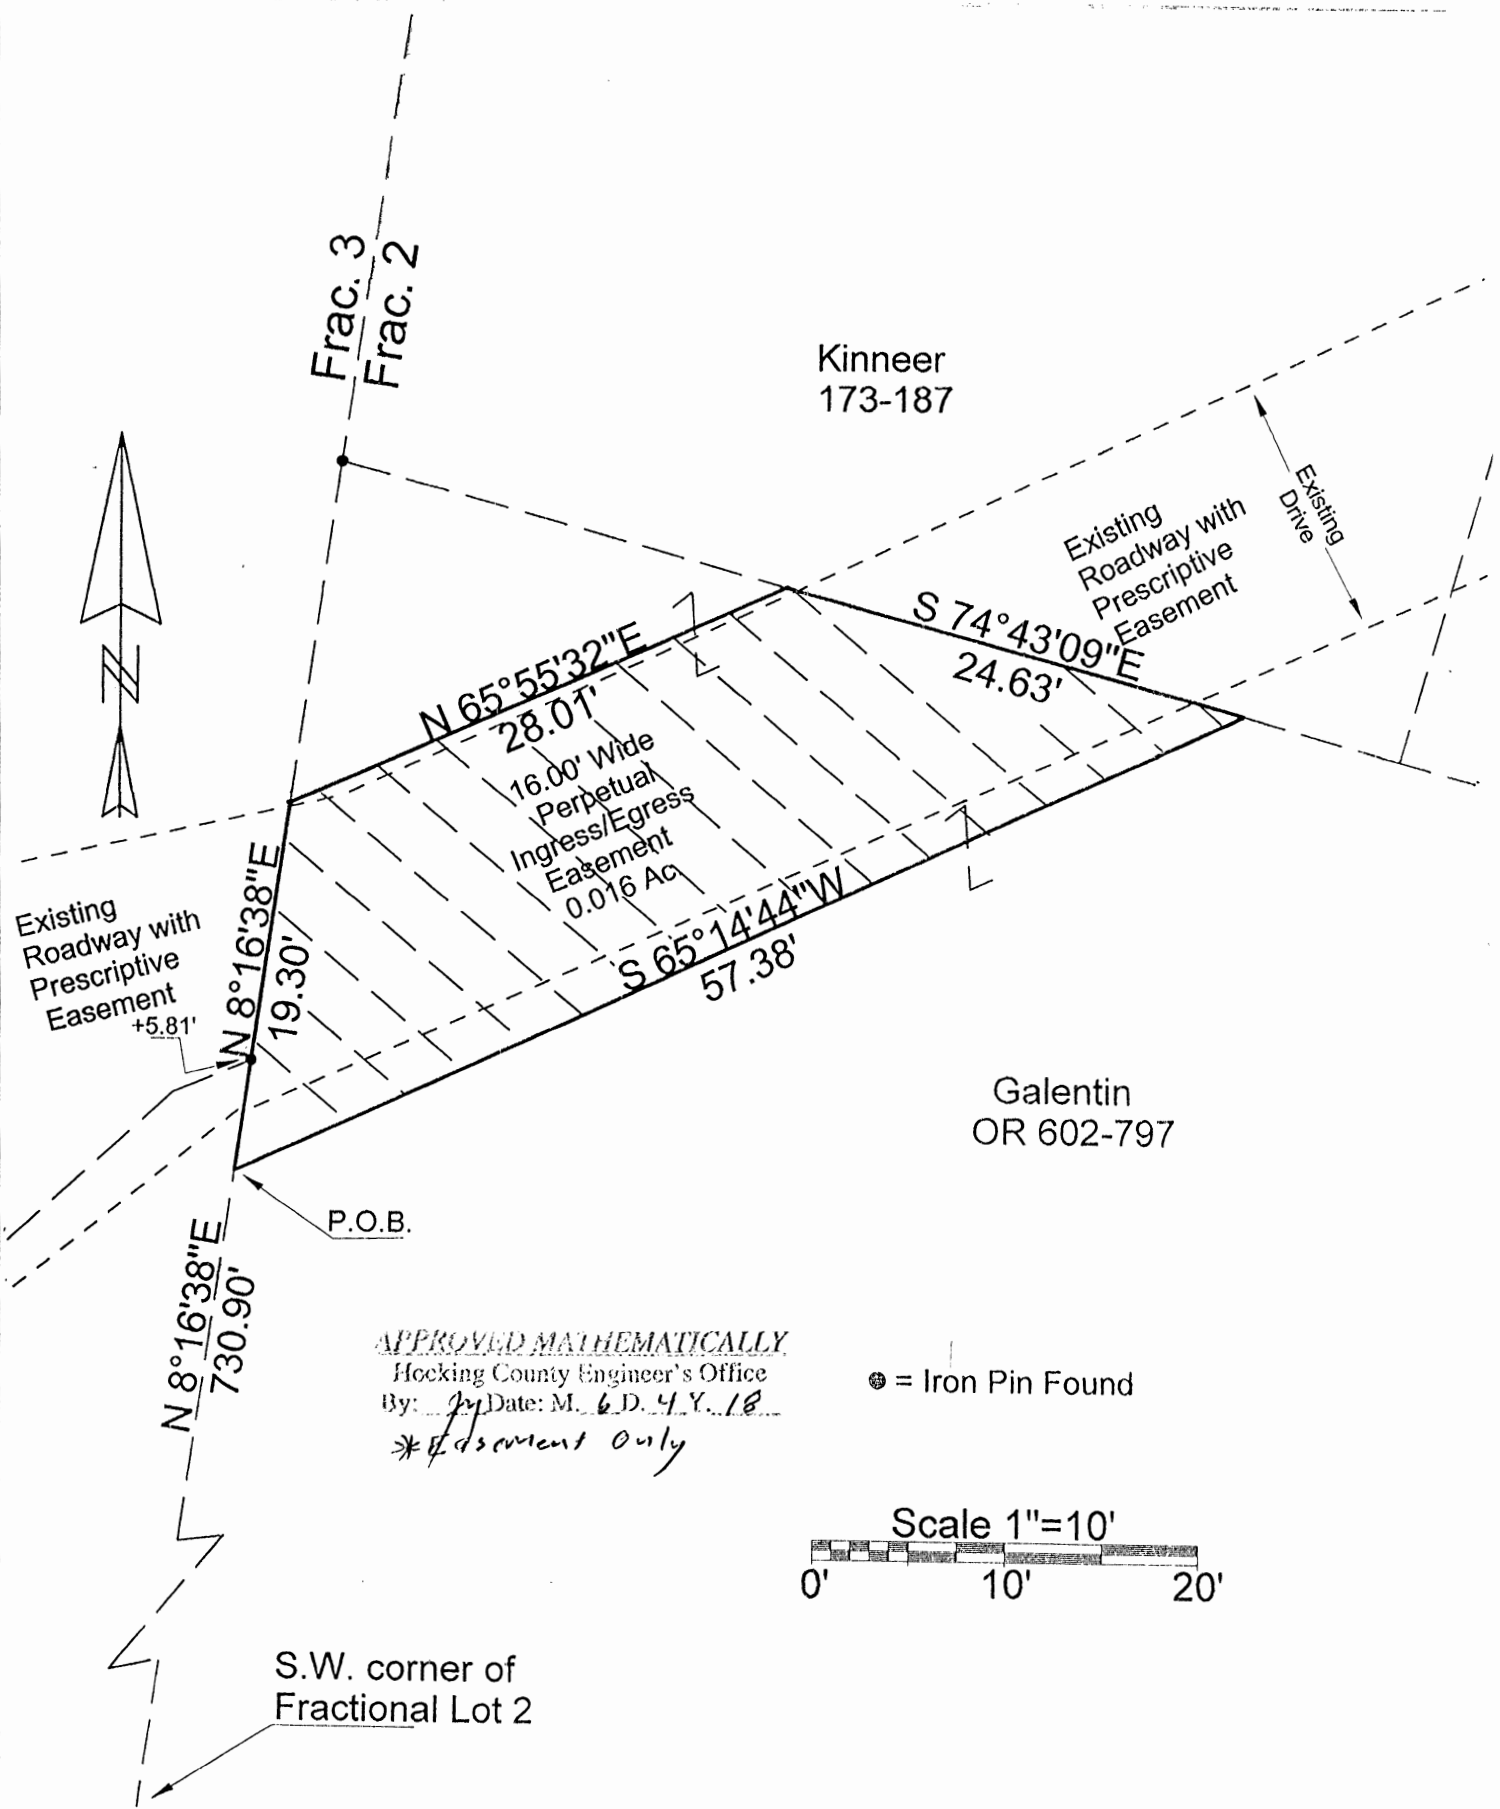 Frac. 3
Frac. 2
Kinneer
173-187
Existing
Drive
Existing
Roadway with
Prescriptive
Easement
S 74°43'09"E
24.63'
N 65°55'32"E
28.01'
N
16.00' Wide
Perpetual
Ingress/Egress
Easement
0.016 Ac
Existing
Roadway with
Prescriptive
Easement
+5.81'
N 8°16'38"E
19.30'
S 65°14'44"W
57.38'
Galentin
OR 602-797
P.O.B.
N 8°16'38"E
730.90'
APPROVED MATHEMATICALLY
Hocking County Engineer's Office
By: Date: M. 6 D. 4 Y. 18
*Easement Only
= Iron Pin Found
Scale 1"=10'
0' 10' 20'
S.W. corner of
Fractional Lot 2